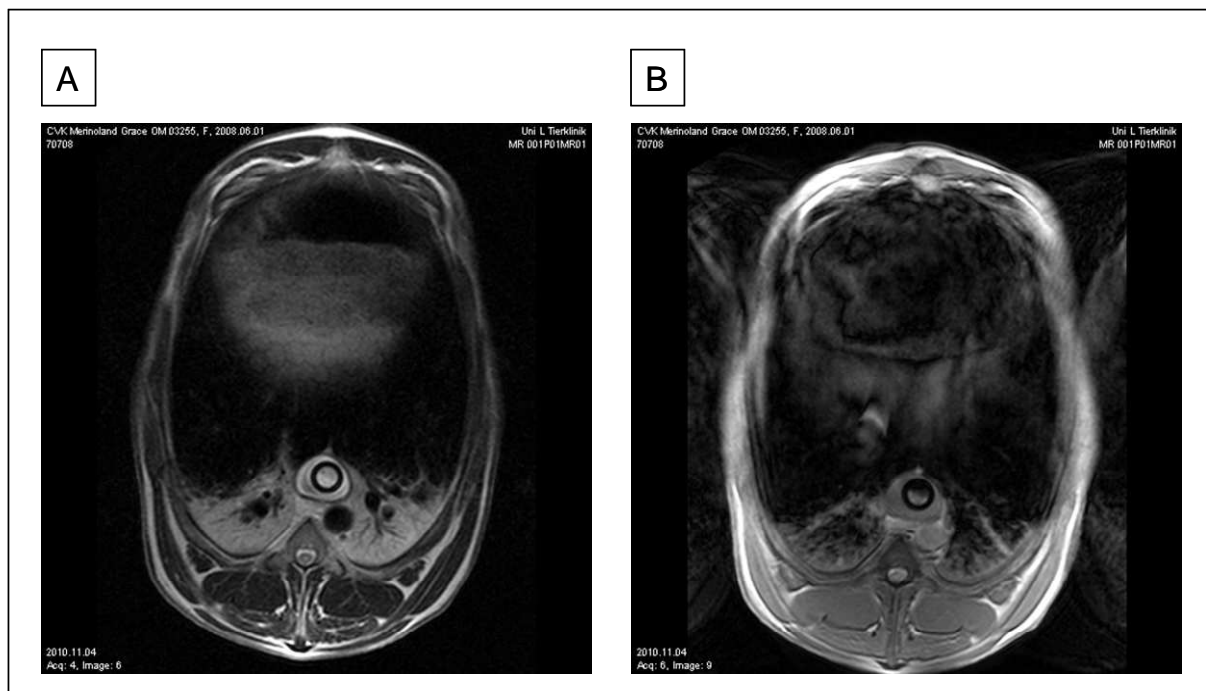 A
CVK Merinoland Grace OM 03255, F, 2008.06.01
70708
Uni L Tierklinik
MR 001P01MR01
2010.11.04
Acq: 4, Image: 6
B
CVK Merinoland Grace OM 03255, F, 2008.06.01
70708
Uni L Tierklinik
MR 001P01MR01
2010.11.04
Acq: 6, Image: 9